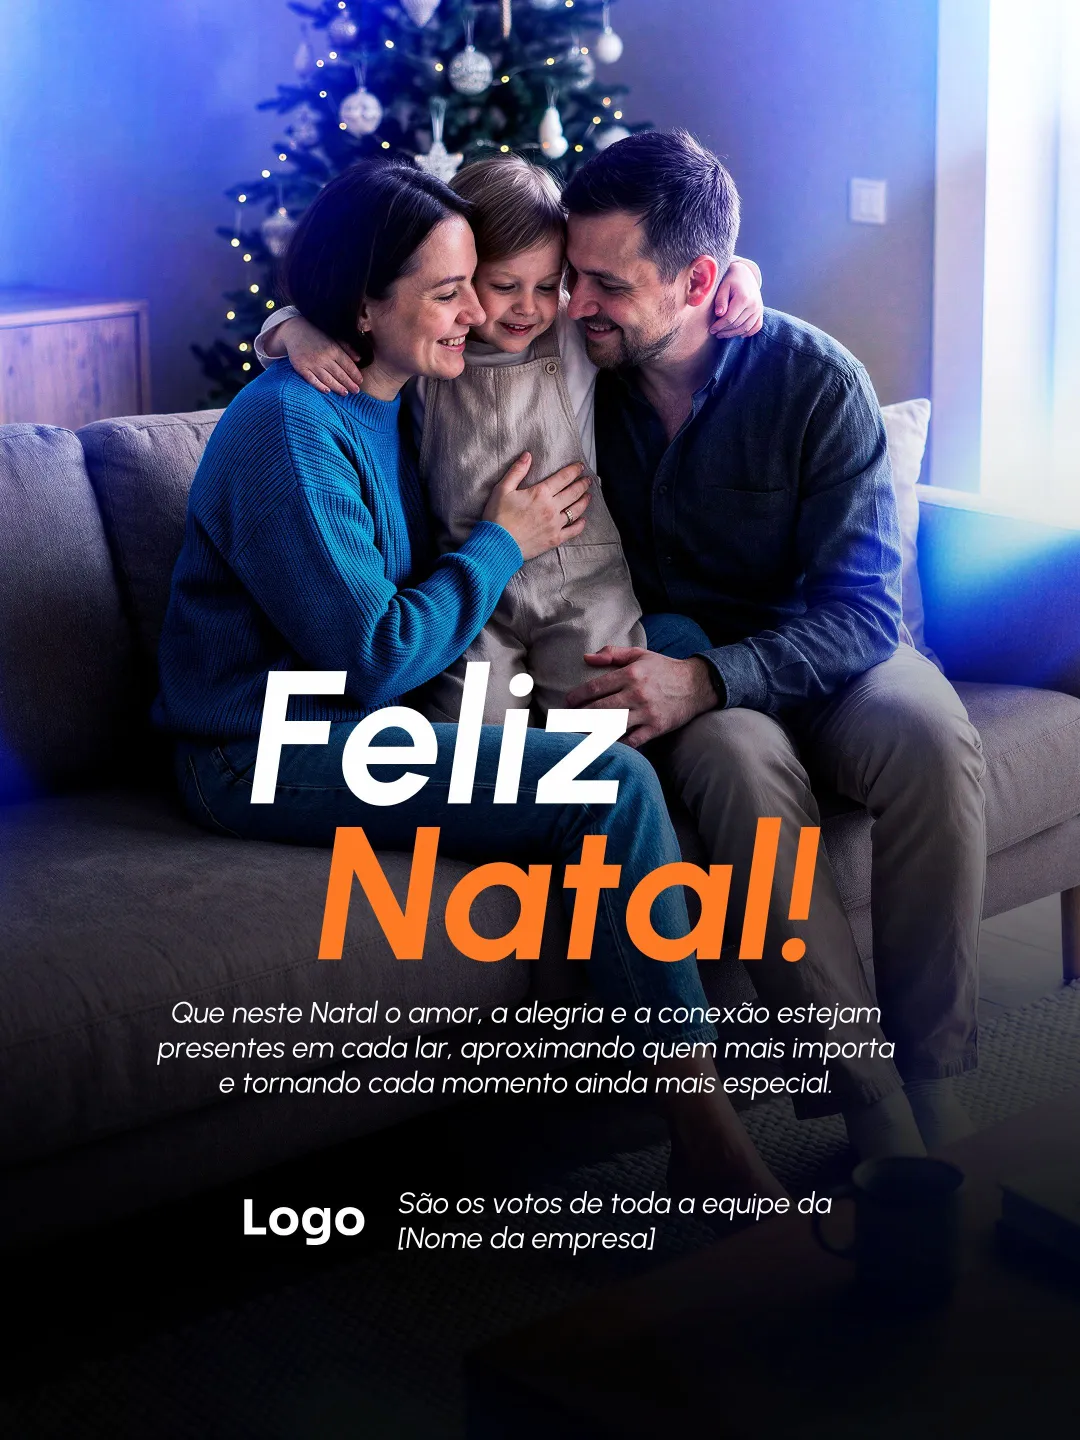 Feliz
Natal!
Que neste Natal o amor, a alegria e a conexão estejam
presentes em cada lar, aproximando quem mais importa
e tornando cada momento ainda mais especial.
Logo
São os votos de toda a equipe da
[Nome da empresa]